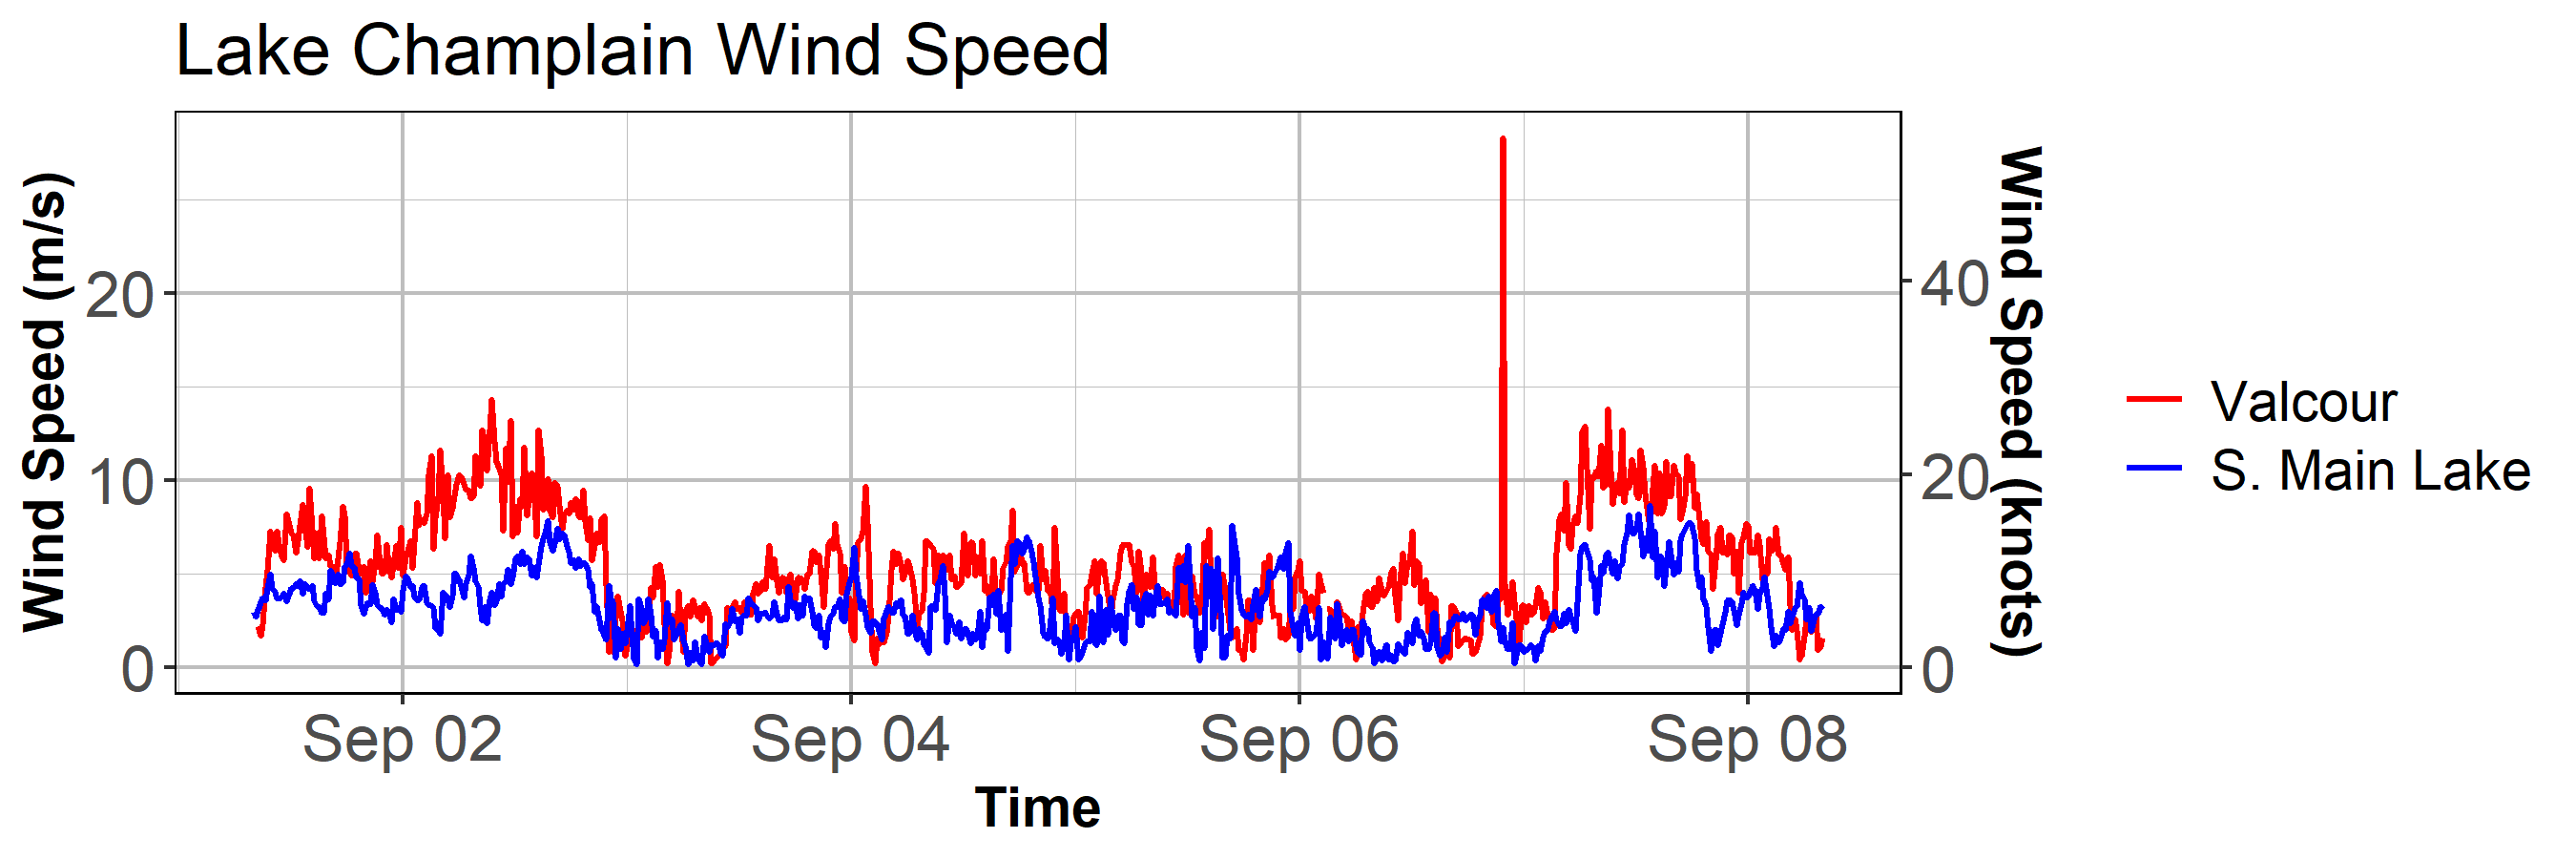 Lake Champlain Wind Speed
Wind Speed (m/s)
20
10
0
40
20
0
Wind Speed (knots)
Sep 02
Sep 04
Sep 06
Sep 08
Time
Valcour
S. Main Lake